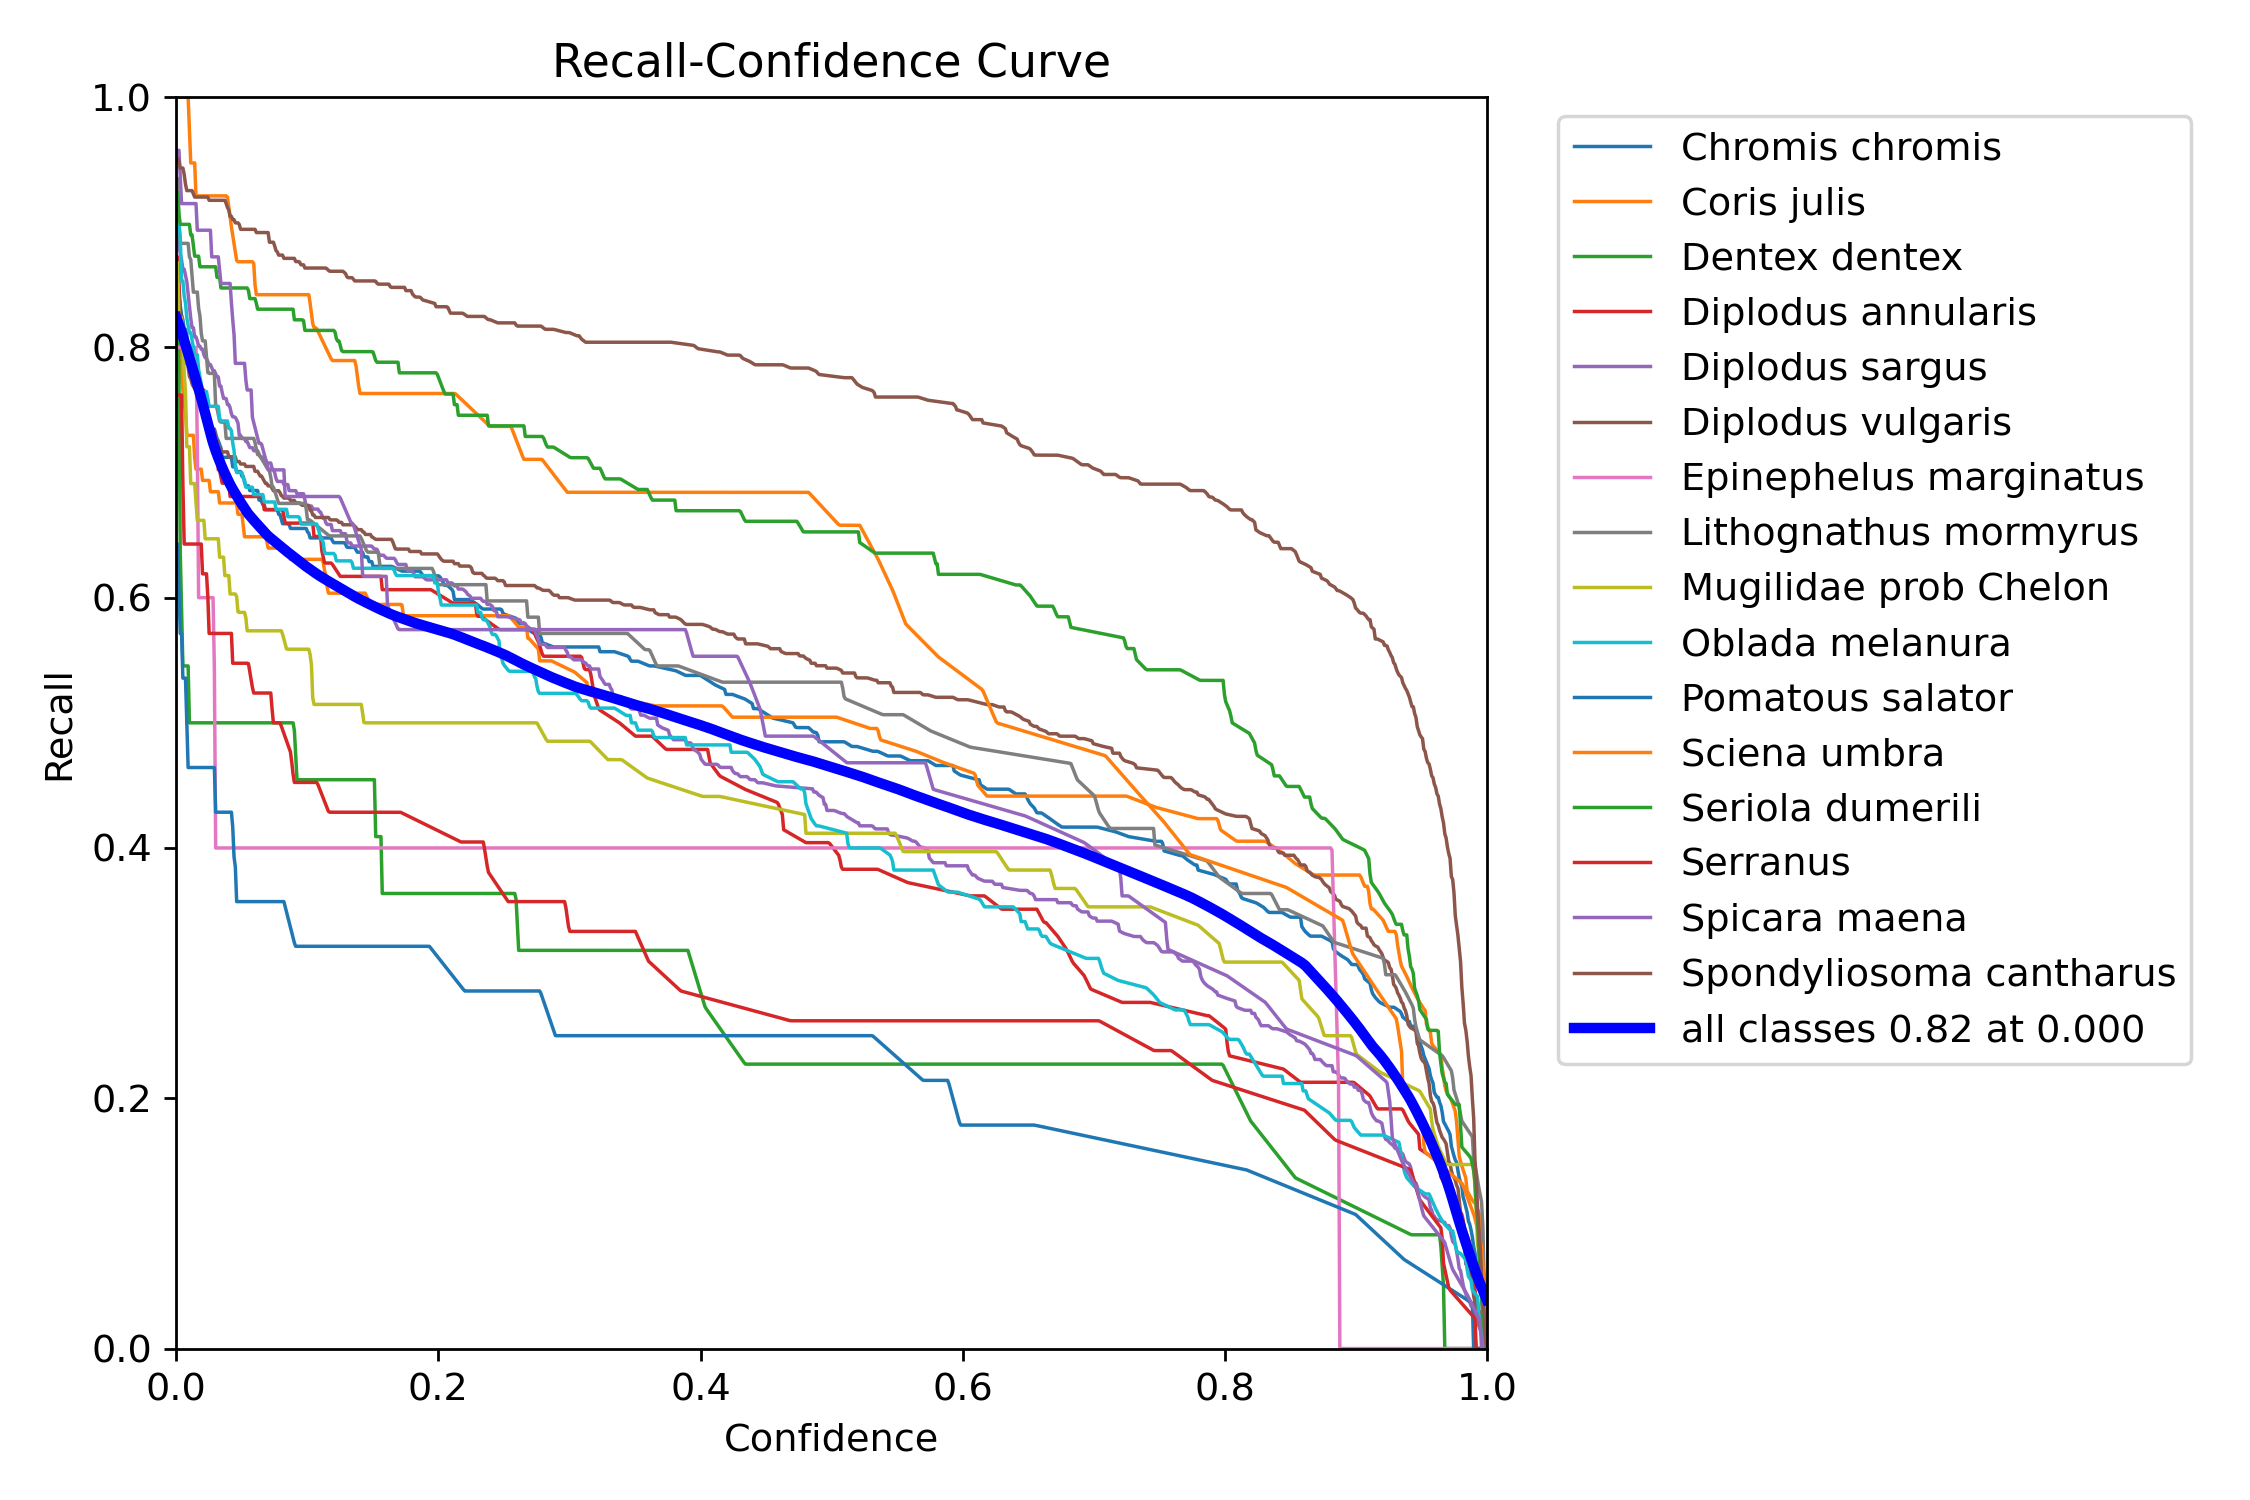 Recall-Confidence Curve
1.0
0.8
0.6
0.4
0.2
0.0
Recall
0.0 0.2 0.4 0.6 0.8 1.0
Confidence
Chromis chromis
Coris julis
Dentex dentex
Diplodus annularis
Diplodus sargus
Diplodus vulgaris
Epinephelus marginatus
Lithognathus mormyrus
Mugilidae prob Chelon
Oblada melanura
Pomatous salator
Sciena umbra
Seriola dumerili
Serranus
Spicara maena
Spondyliosoma cantharus
all classes 0.82 at 0.000